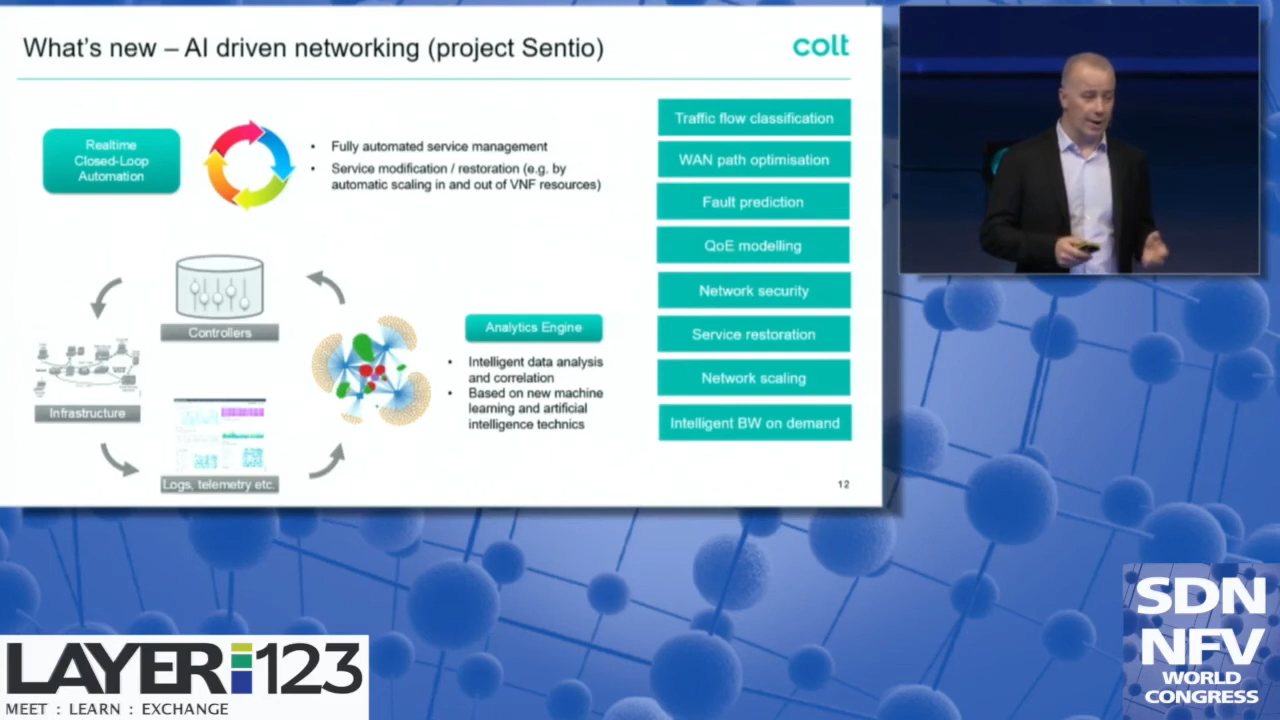 What's new – AI driven networking (project Sentio)
colt
Realtime
Closed-Loop
Automation
• Fully automated service management
• Service modification / restoration (e.g. by
automatic scaling in and out of VNF resources)
Controllers
Infrastructure
Logs, telemetry etc.
Analytics Engine
• Intelligent data analysis
and correlation
• Based on new machine
learning and artificial
intelligence technics
Traffic flow classification
WAN path optimisation
Fault prediction
QoE modelling
Network security
Service restoration
Network scaling
Intelligent BW on demand
12
LAYER123
MEET : LEARN : EXCHANGE
SDN
NFV
WORLD
CONGRESS